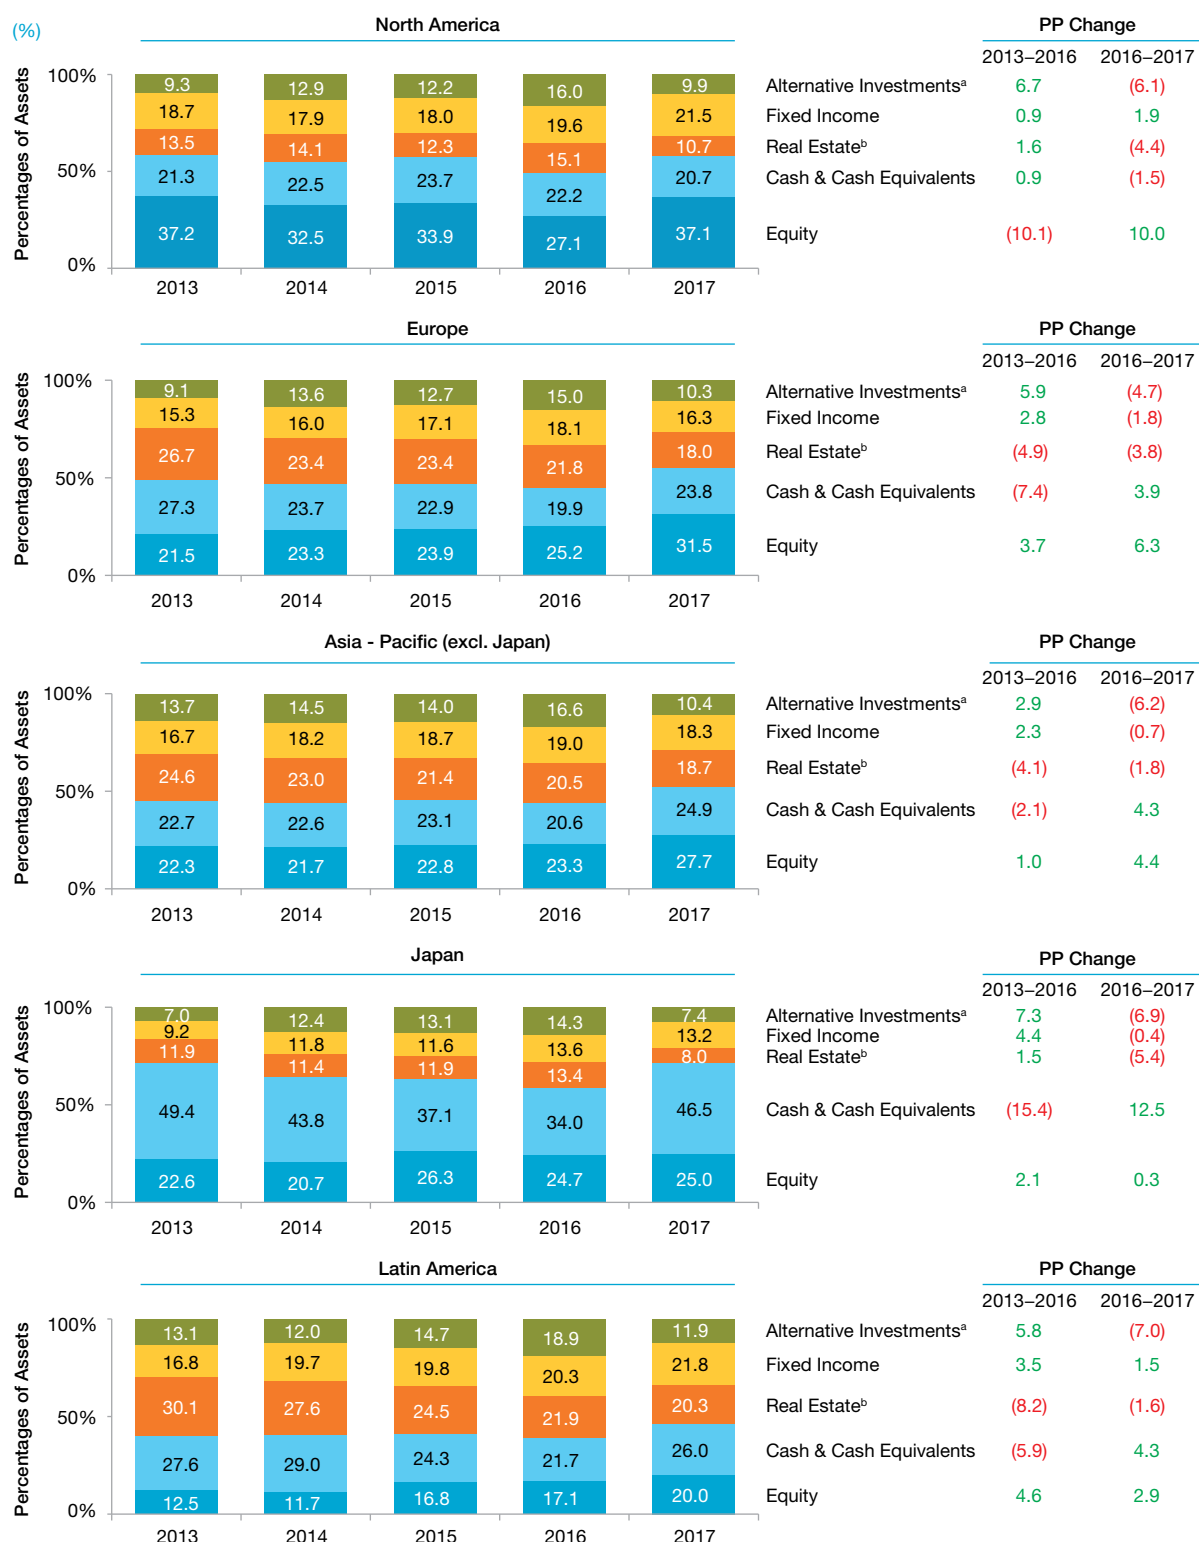 (%)
North America
PP Change
2013–2016 2016–2017
Percentages of Assets
100%
50%
0%
9.3 12.9 12.2 16.0 9.9 Alternative Investmentsᵃ 6.7 (6.1)
18.7 17.9 18.0 19.6 21.5 Fixed Income 0.9 1.9
13.5 14.1 12.3 15.1 10.7 Real Estateᵇ 1.6 (4.4)
21.3 22.5 23.7 22.2 20.7 Cash & Cash Equivalents 0.9 (1.5)
37.2 32.5 33.9 27.1 37.1 Equity (10.1) 10.0
2013 2014 2015 2016 2017
Europe
PP Change
2013–2016 2016–2017
Percentages of Assets
100%
50%
0%
9.1 13.6 12.7 15.0 10.3 Alternative Investmentsᵃ 5.9 (4.7)
15.3 16.0 17.1 18.1 16.3 Fixed Income 2.8 (1.8)
26.7 23.4 23.4 21.8 18.0 Real Estateᵇ (4.9) (3.8)
27.3 23.7 22.9 19.9 23.8 Cash & Cash Equivalents (7.4) 3.9
21.5 23.3 23.9 25.2 31.5 Equity 3.7 6.3
2013 2014 2015 2016 2017
Asia - Pacific (excl. Japan)
PP Change
2013–2016 2016–2017
Percentages of Assets
100%
50%
0%
13.7 14.5 14.0 16.6 10.4 Alternative Investmentsᵃ 2.9 (6.2)
16.7 18.2 18.7 19.0 18.3 Fixed Income 2.3 (0.7)
24.6 23.0 21.4 20.5 18.7 Real Estateᵇ (4.1) (1.8)
22.7 22.6 23.1 20.6 24.9 Cash & Cash Equivalents (2.1) 4.3
22.3 21.7 22.8 23.3 27.7 Equity 1.0 4.4
2013 2014 2015 2016 2017
Japan
PP Change
2013–2016 2016–2017
Percentages of Assets
100%
50%
0%
7.0 12.4 13.1 14.3 7.4 Alternative Investmentsᵃ 7.3 (6.9)
9.2 11.8 11.6 13.6 13.2 Fixed Income 4.4 (0.4)
11.9 11.4 11.9 13.4 8.0 Real Estateᵇ 1.5 (5.4)
49.4 43.8 37.1 34.0 46.5 Cash & Cash Equivalents (15.4) 12.5
22.6 20.7 26.3 24.7 25.0 Equity 2.1 0.3
2013 2014 2015 2016 2017
Latin America
PP Change
2013–2016 2016–2017
Percentages of Assets
100%
50%
0%
13.1 12.0 14.7 18.9 11.9 Alternative Investmentsᵃ 5.8 (7.0)
16.8 19.7 19.8 20.3 21.8 Fixed Income 3.5 1.5
30.1 27.6 24.5 21.9 20.3 Real Estateᵇ (8.2) (1.6)
27.6 29.0 24.3 21.7 26.0 Cash & Cash Equivalents (5.9) 4.3
12.5 11.7 16.8 17.1 20.0 Equity 4.6 2.9
2013 2014 2015 2016 2017